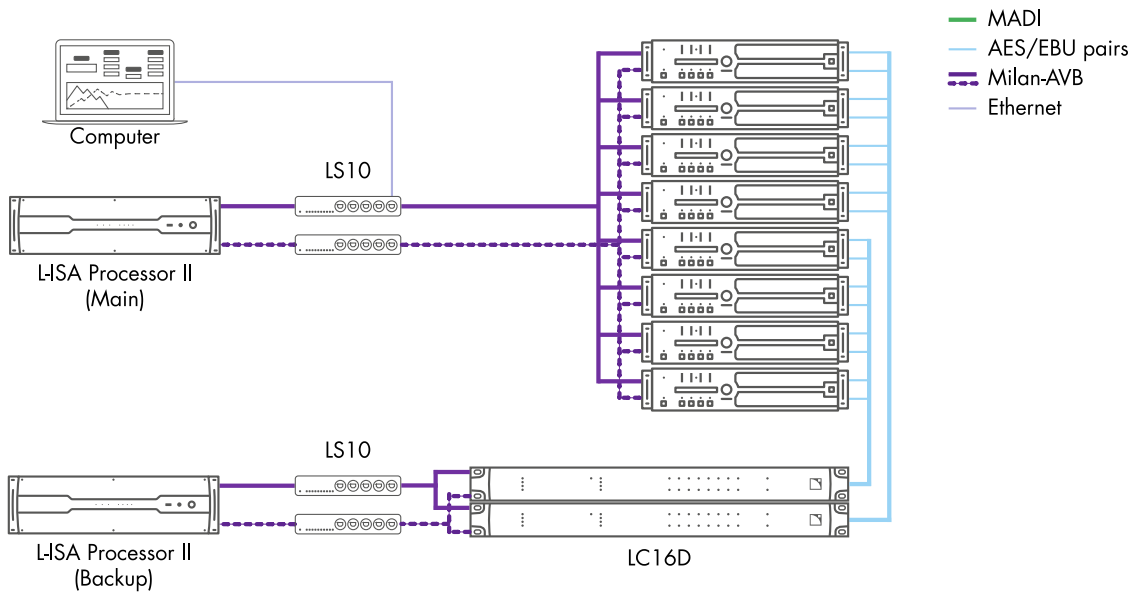 MADI
AES/EBU pairs
Milan-AVB
Ethernet
Computer
LS10
L-ISA Processor II
(Main)
LS10
L-ISA Processor II
(Backup)
LC16D